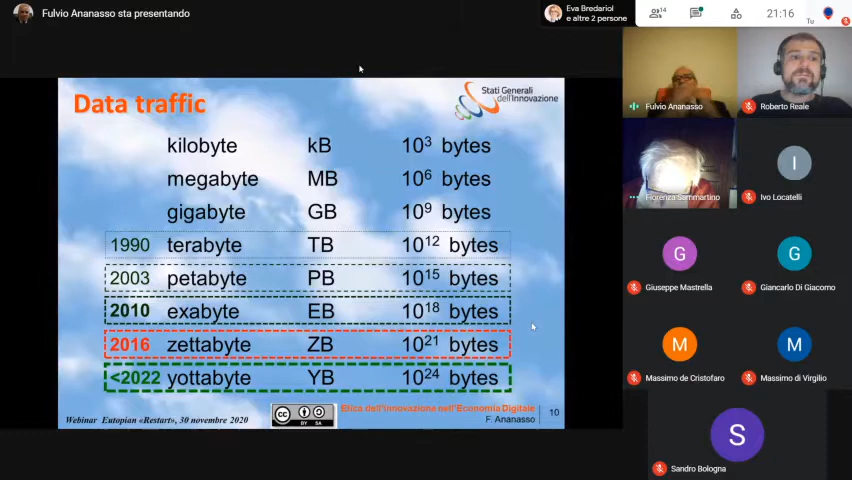 Fulvio Ananasso sta presentando
Eva Bredariol
e altre 2 persone
14
21:16
Tu
Data traffic
Stati Generali
dell'Innovazione
kilobyte kB 10³ bytes
megabyte MB 10⁶ bytes
gigabyte GB 10⁹ bytes
1990 terabyte TB 10¹² bytes
2003 petabyte PB 10¹⁵ bytes
2010 exabyte EB 10¹⁸ bytes
2016 zettabyte ZB 10²¹ bytes
<2022 yottabyte YB 10²⁴ bytes
Webinar Eutopian «Restart», 30 novembre 2020
cc
BY SA
Etica dell'Innovazione nell'Economia Digitale
F. Ananasso
10
Fulvio Ananasso
Roberto Reale
Fiorenza Sammartino
I
Ivo Locatelli
G
Giuseppe Mastrella
G
Giancarlo Di Giacomo
M
Massimo de Cristofaro
M
Massimo di Virgilio
S
Sandro Bologna